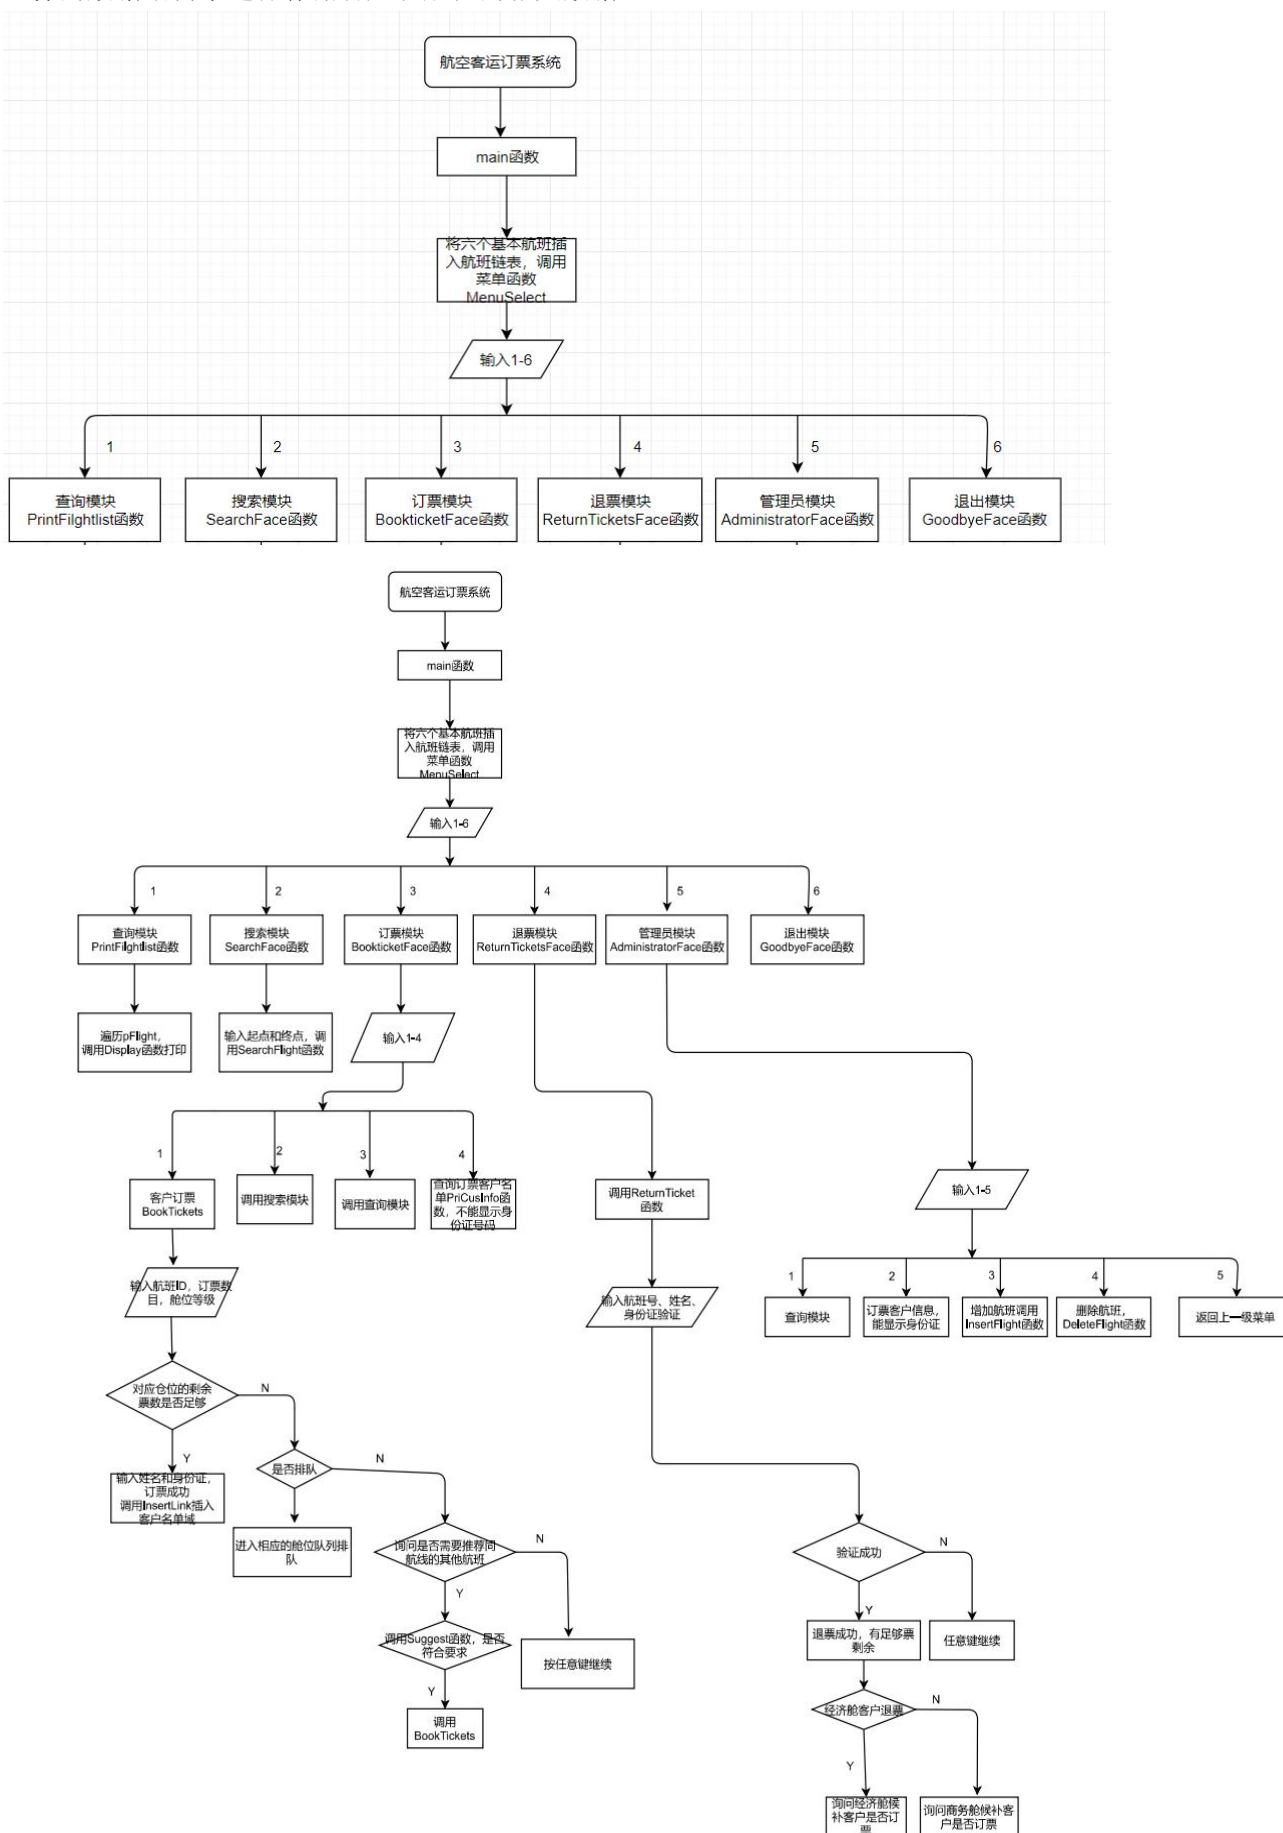 航空客运订票系统
main函数
将六个基本航班插
入航班链表，调用
菜单函数
MenuSelect
输入1-6
1
2
3
4
5
6
查询模块
PrintFilghtlist函数
搜索模块
SearchFace函数
订票模块
BookticketFace函数
退票模块
ReturnTicketsFace函数
管理员模块
AdministratorFace函数
退出模块
GoodbyeFace函数
航空客运订票系统
main函数
将六个基本航班插
入航班链表，调用
菜单函数
MenuSelect
输入1-6
1
2
3
4
5
6
查询模块
PrintFilghtlist函数
搜索模块
SearchFace函数
订票模块
BookticketFace函数
退票模块
ReturnTicketsFace函数
管理员模块
AdministratorFace函数
退出模块
GoodbyeFace函数
遍历pFlight，
调用Display函数打印
输入起点和终点，调
用SearchFlight函数
输入1-4
1
2
3
4
客户订票
BookTickets
调用搜索模块
调用查询模块
查询订票客户名
单PriCusInfo函
数，不能显示身
份证号码
调用ReturnTicket
函数
输入1-5
输入航班ID，订票数
目，舱位等级
输入航班号、姓名、
身份证验证
1
2
3
4
5
查询模块
订票客户信息，
能显示身份证
增加航班调用
InsertFlight函数
删除航班，
DeleteFlight函数
返回上一级菜单
对应仓位的剩余
票数是否足够
N
Y
输入姓名和身份证，
订票成功
调用InsertLink插入
客户名单域
是否排队
N
进入相应的舱位队列排
队
询问是否需要推荐同
航线的其他航班
N
Y
调用Suggest函数，是否
符合要求
按任意键继续
Y
调用
BookTickets
验证成功
N
Y
退票成功，有足够票
剩余
任意键继续
经济舱客户退票
N
Y
询问经济舱候
补客户是否订
票
询问商务舱候补客
户是否订票